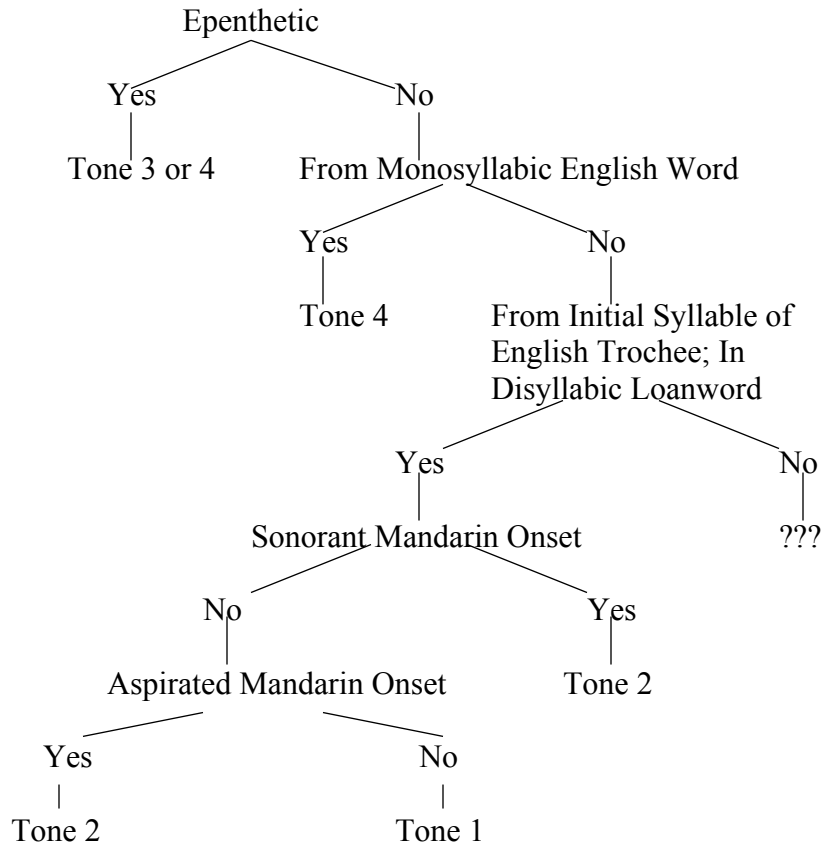 Epenthetic
Yes No
Tone 3 or 4 From Monosyllabic English Word
Yes No
Tone 4 From Initial Syllable of
English Trochee; In
Disyllabic Loanword
Yes No
Sonorant Mandarin Onset ???
No Yes
Aspirated Mandarin Onset Tone 2
Yes No
Tone 2 Tone 1